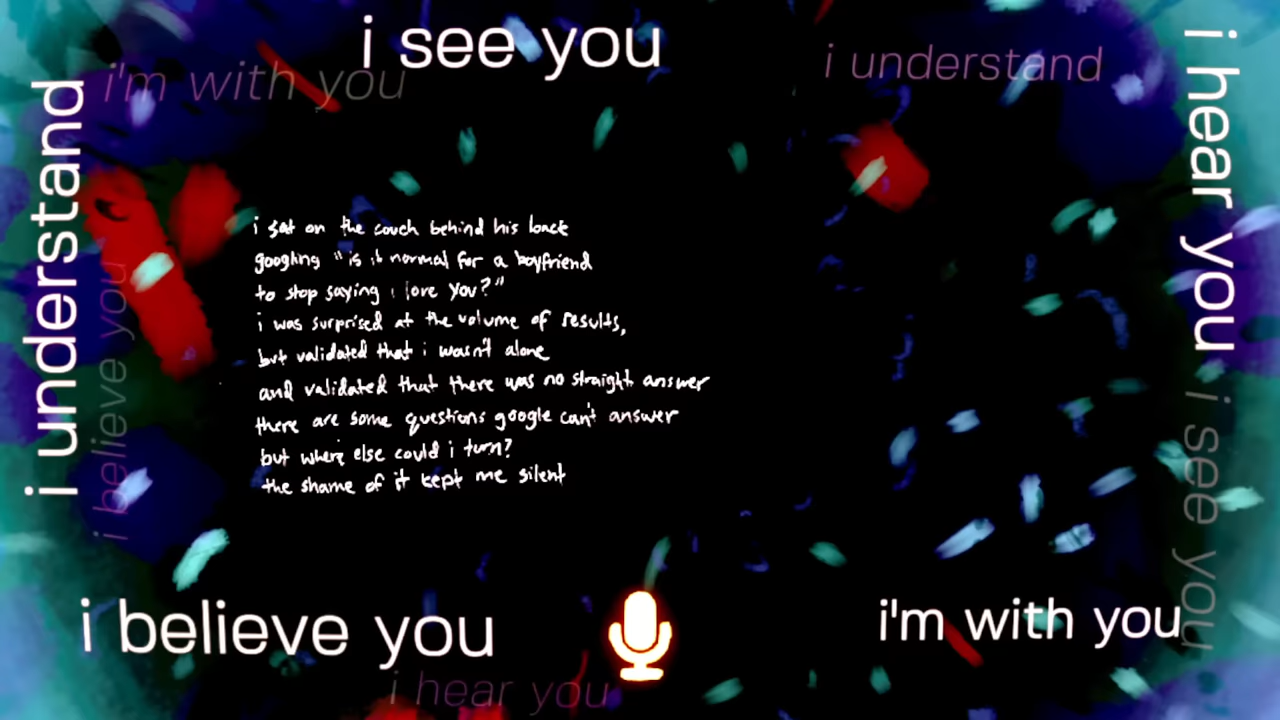 i see you
i'm with you
i understand
i understand
i hear you
i believe you
i sat on the couch behind his back
googling "is it normal for a boyfriend
to stop saying i love you?"
i was surprised at the volume of results,
but validated that i wasn't alone
and validated that there was no straight answer
there are some questions google can't answer
but where else could i turn?
the shame of it kept me silent
i see you
i believe you
i'm with you
i hear you